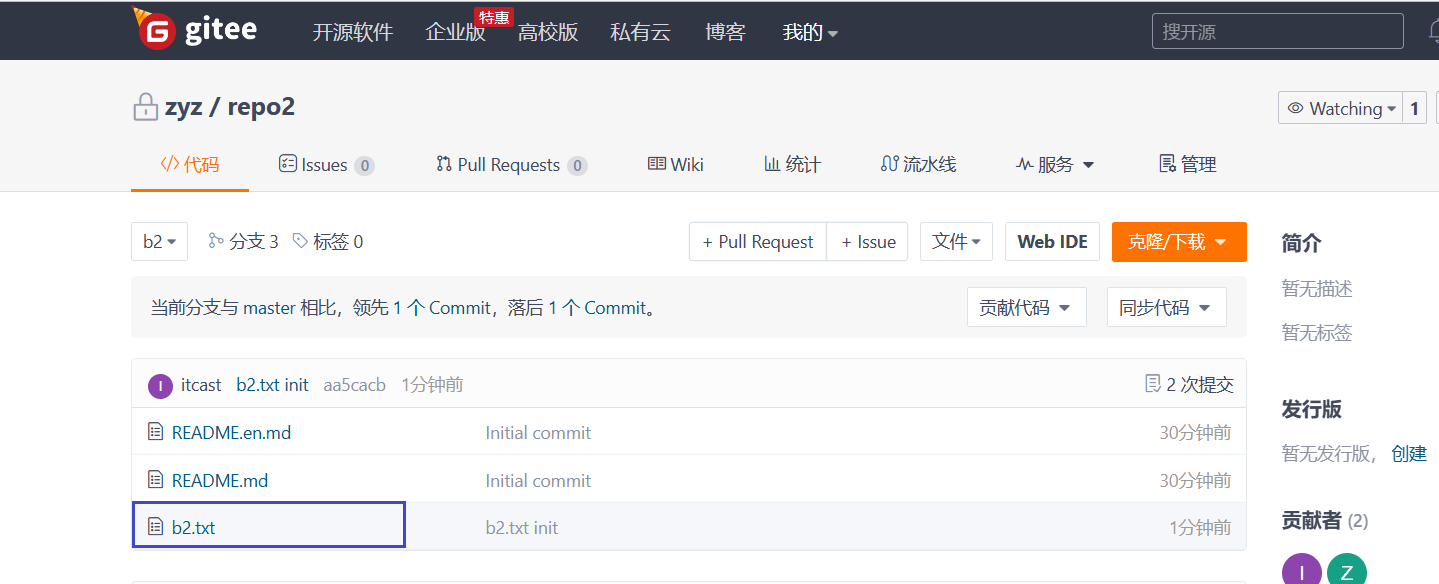 gitee 开源软件 企业版 特惠 高校版 私有云 博客 我的 搜开源
zyz / repo2 Watching 1
代码 Issues 0 Pull Requests 0 Wiki 统计 流水线 服务 管理
b2 分支 3 标签 0 + Pull Request + Issue 文件 Web IDE 克隆/下载 简介
暂无描述
当前分支与 master 相比，领先 1 个 Commit，落后 1 个 Commit。 贡献代码 同步代码
暂无标签
I itcast b2.txt init aa5cacb 1分钟前 2 次提交
发行版
README.en.md Initial commit 30分钟前
暂无发行版， 创建
README.md Initial commit 30分钟前
b2.txt b2.txt init 1分钟前
贡献者 (2)
I Z